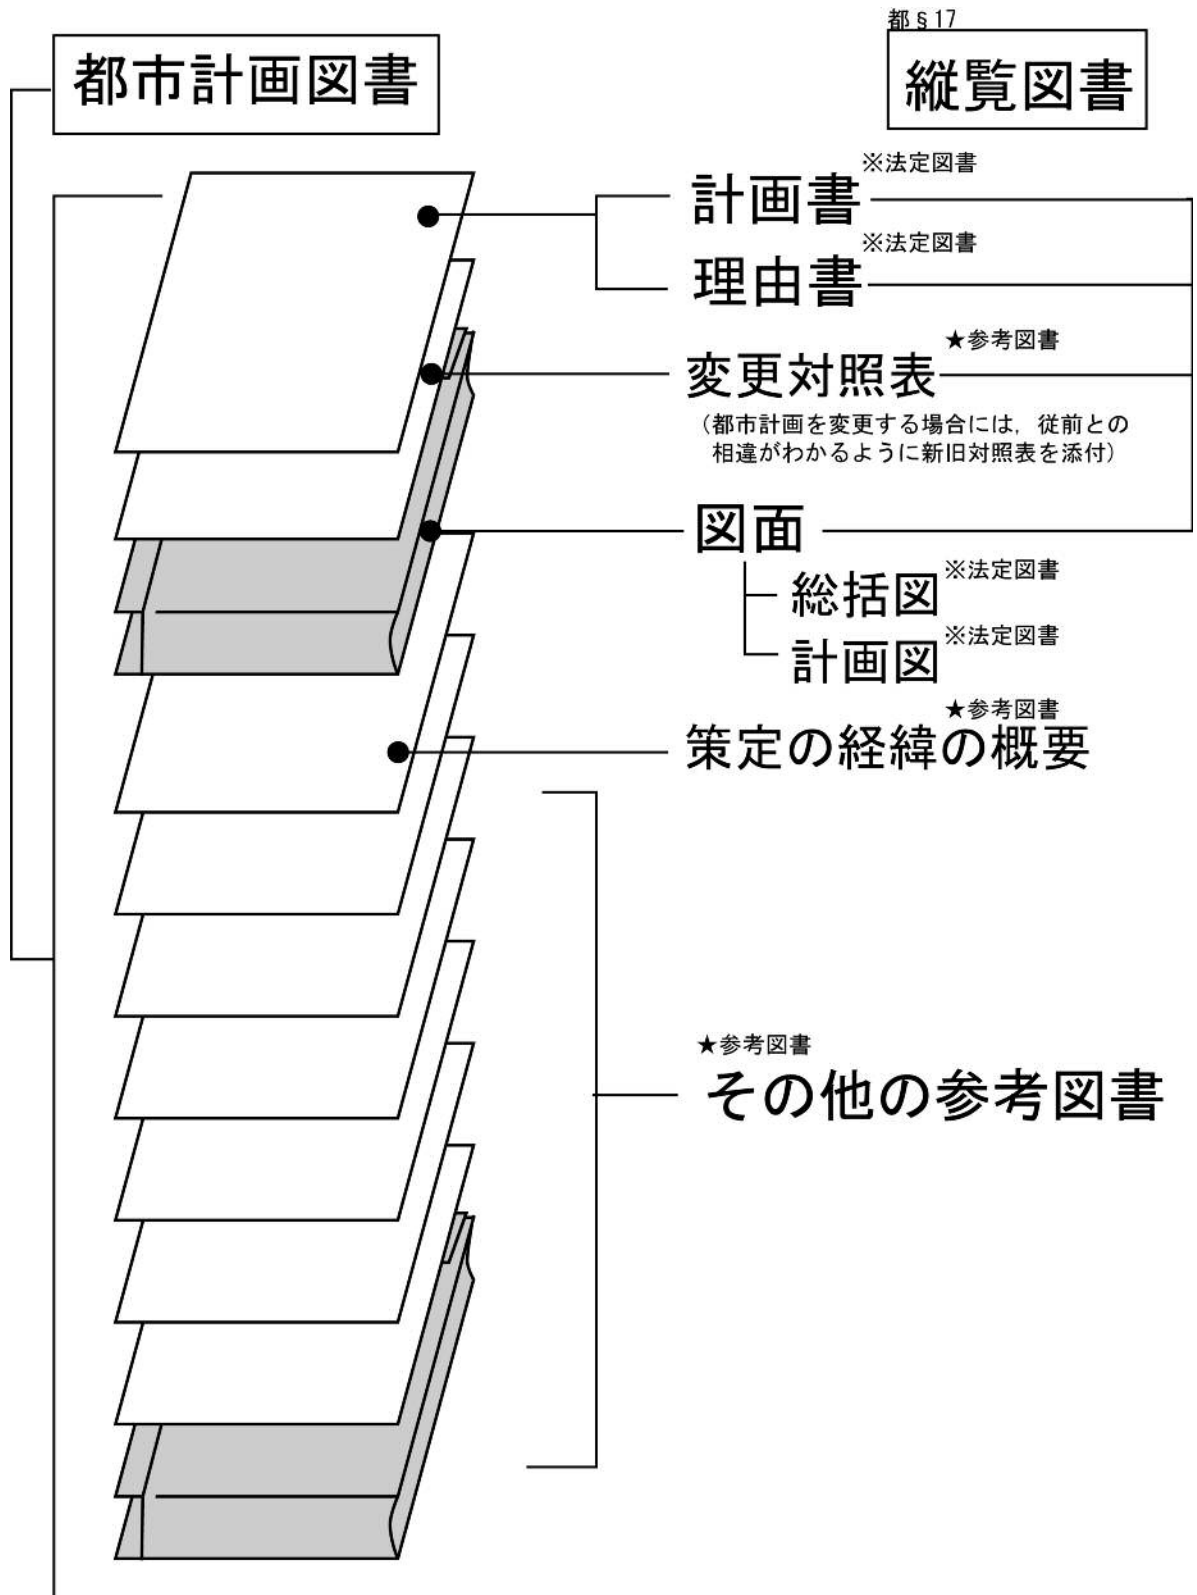 都§17
都市計画図書
縦覧図書
計画書※法定図書
理由書※法定図書
変更対照表★参考図書
（都市計画を変更する場合には，従前との
相違がわかるように新旧対照表を添付）
図面
総括図※法定図書
計画図※法定図書
策定の経緯の概要★参考図書
★参考図書
その他の参考図書